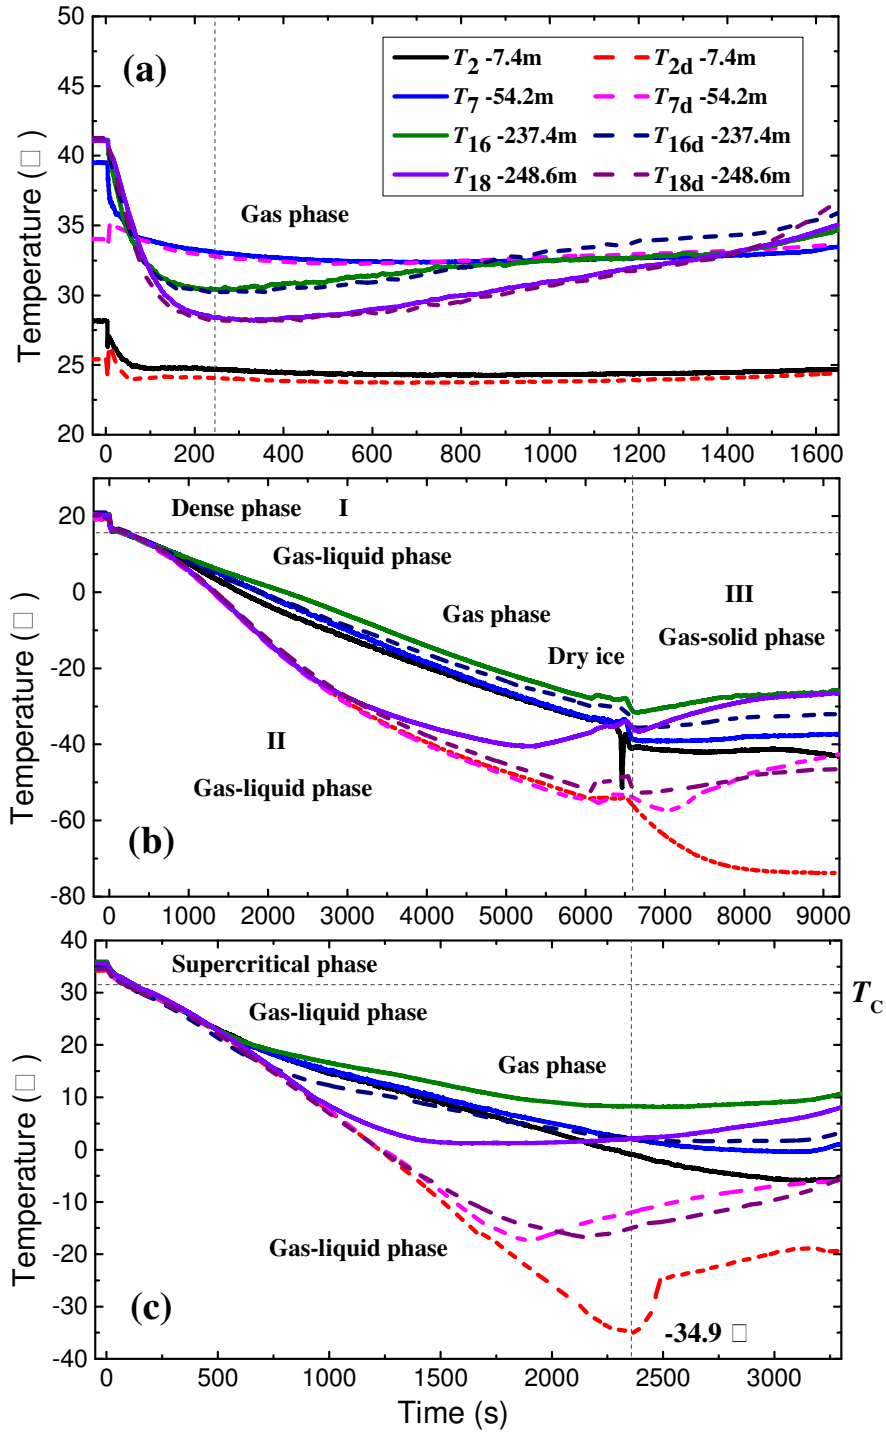 50
45
40
35
30
25
20
Temperature (□)
(a)
T2 -7.4m
T2d -7.4m
T7 -54.2m
T7d -54.2m
T16 -237.4m
T16d -237.4m
T18 -248.6m
T18d -248.6m
Gas phase
0 200 400 600 800 1000 1200 1400 1600
20
0
-20
-40
-60
-80
Temperature (□)
Dense phase I
Gas-liquid phase
III
Gas phase
Gas-solid phase
Dry ice
II
Gas-liquid phase
(b)
0 1000 2000 3000 4000 5000 6000 7000 8000 9000
40
30
20
10
0
-10
-20
-30
-40
Temperature (□)
Supercritical phase
TC
Gas-liquid phase
Gas phase
Gas-liquid phase
(c)
-34.9 □
0 500 1000 1500 2000 2500 3000
Time (s)